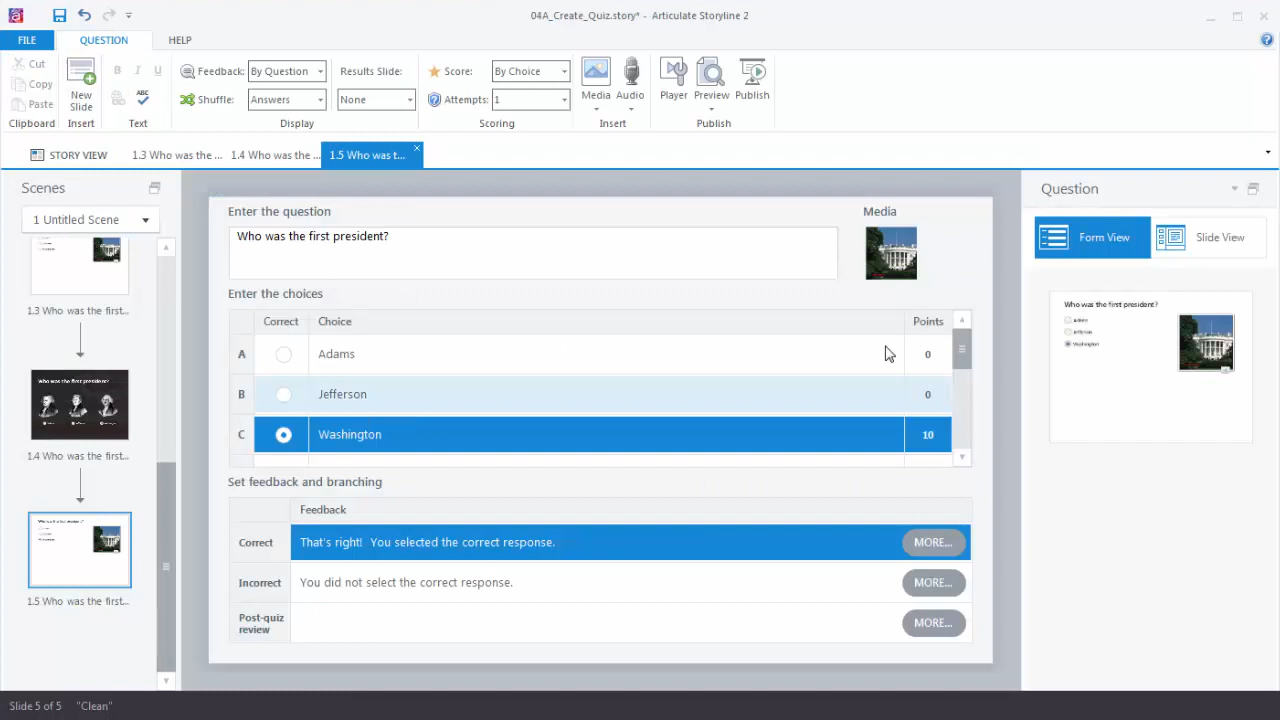 04A_Create_Quiz.story* - Articulate Storyline 2
FILE
QUESTION
HELP
Cut
Copy
Paste
Clipboard
New
Slide
Insert
B I U
ABC
Text
Feedback: By Question
Results Slide:
Shuffle: Answers
None
Display
Score: By Choice
Attempts: 1
Scoring
Media
Audio
Insert
Player
Preview
Publish
Publish
STORY VIEW
1.3 Who was the ...
1.4 Who was the ...
1.5 Who was t...
Scenes
1 Untitled Scene
1.3 Who was the first...
Who was the first president?
1.4 Who was the first...
1.5 Who was the first...
Enter the question
Media
Who was the first president?
Enter the choices
Correct Choice Points
A Adams 0
B Jefferson 0
C Washington 10
Set feedback and branching
Feedback
Correct That's right! You selected the correct response. MORE...
Incorrect You did not select the correct response. MORE...
Post-quiz
review
MORE...
Question
Form View
Slide View
Who was the first president?
Adams
Jefferson
Washington
Slide 5 of 5 "Clean"